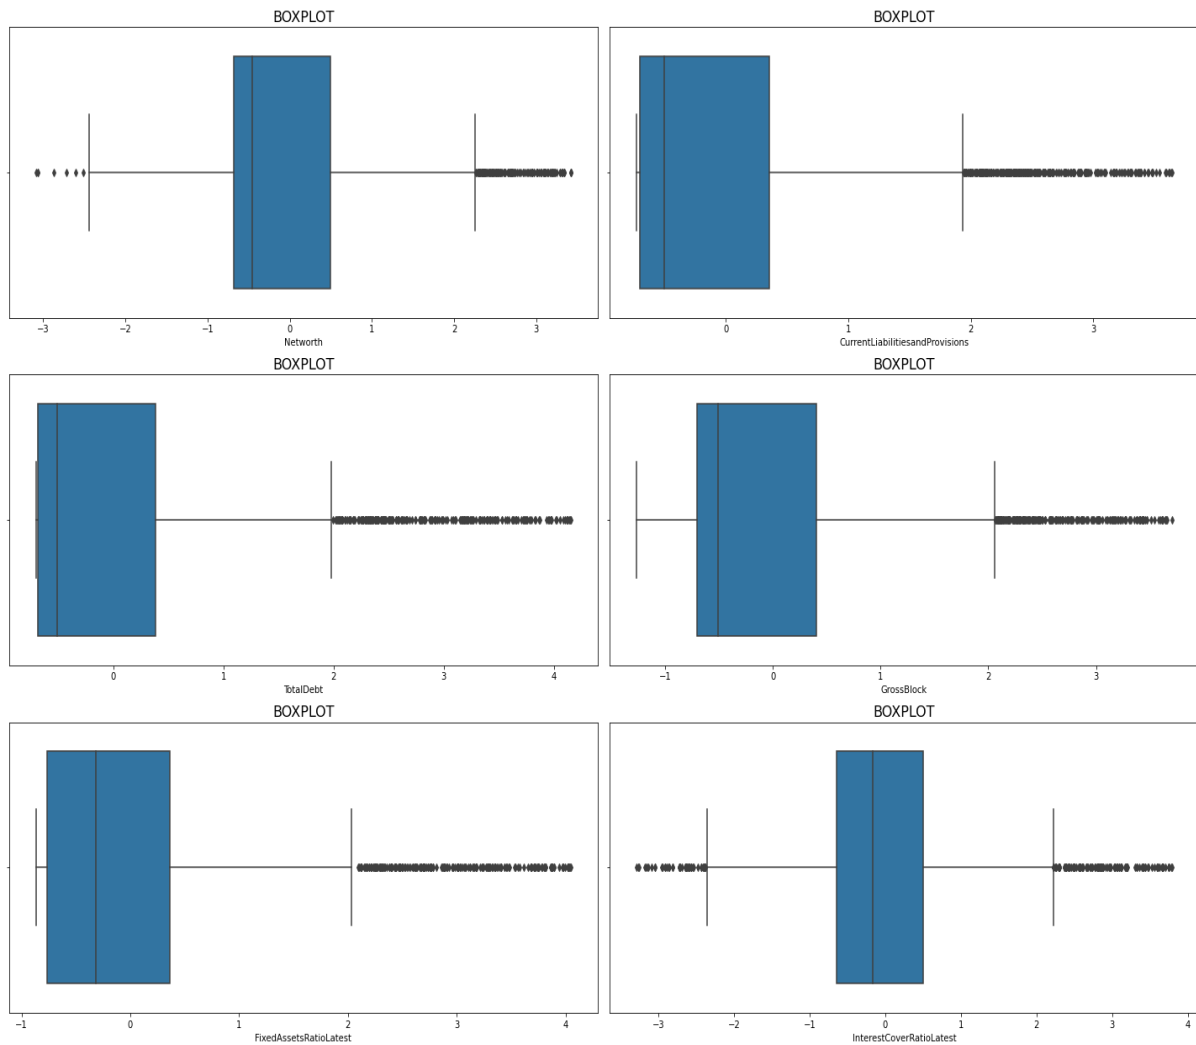 BOXPLOT
−3 −2 −1 0 1 2 3
Networth
BOXPLOT
0 1 2 3
CurrentLiabilitiesandProvisions
BOXPLOT
0 1 2 3 4
TotalDebt
BOXPLOT
−1 0 1 2 3
GrossBlock
BOXPLOT
−1 0 1 2 3 4
FixedAssetsRatioLatest
BOXPLOT
−3 −2 −1 0 1 2 3 4
InterestCoverRatioLatest